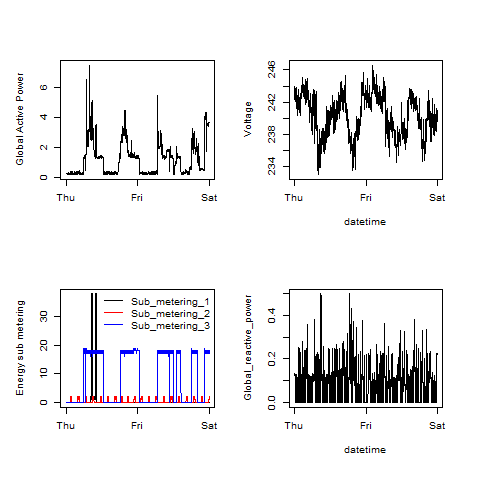 Global Active Power
0 2 4 6
Thu Fri Sat
Voltage
234 238 242 246
Thu Fri Sat
datetime
Energy sub metering
0 10 20 30
Sub_metering_1
Sub_metering_2
Sub_metering_3
Thu Fri Sat
Global_reactive_power
0.0 0.2 0.4
Thu Fri Sat
datetime